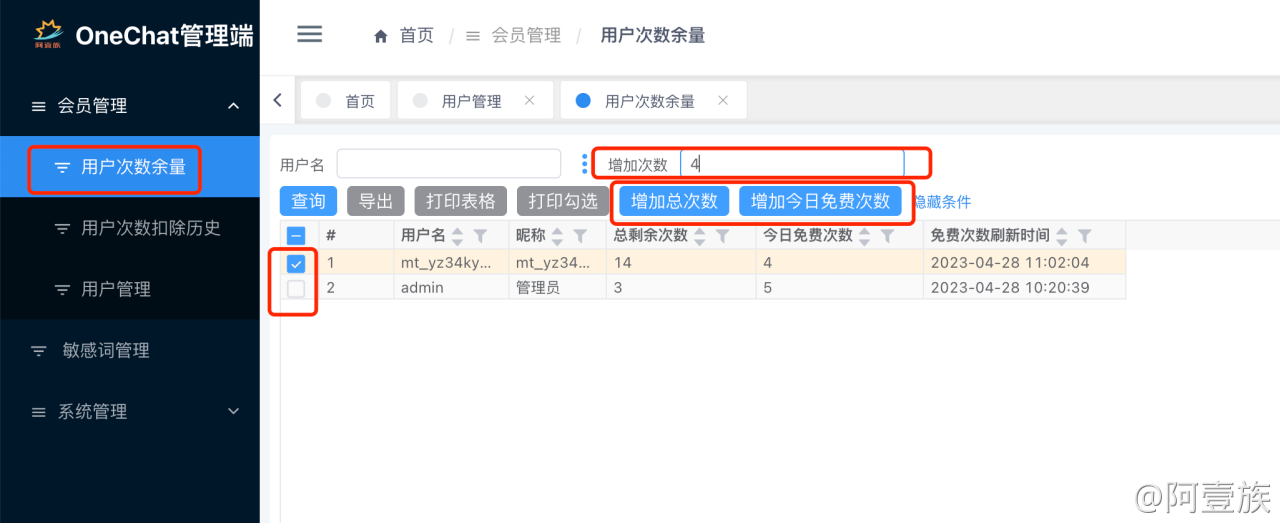 阿壹族
OneChat管理端
首页 / 会员管理 / 用户次数余量
会员管理
用户次数余量
用户次数扣除历史
用户管理
敏感词管理
系统管理
首页 用户管理 用户次数余量
用户名 增加次数 4
查询 导出 打印表格 打印勾选 增加总次数 增加今日免费次数 隐藏条件
# 用户名 昵称 总剩余次数 今日免费次数 免费次数刷新时间
1 mt_yz34ky... mt_yz34... 14 4 2023-04-28 11:02:04
2 admin 管理员 3 5 2023-04-28 10:20:39
@阿壹族